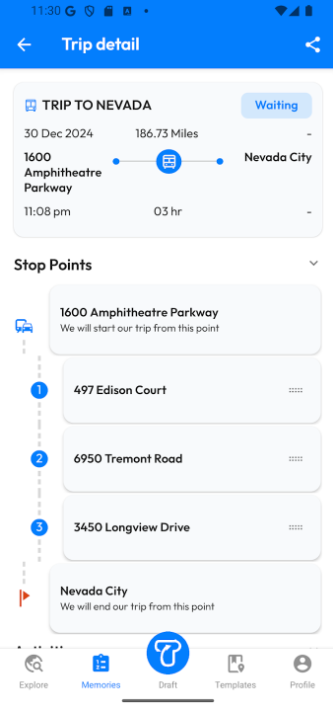 11:30
Trip detail
TRIP TO NEVADA
Waiting
30 Dec 2024
186.73 Miles
-
1600
Amphitheatre
Parkway
Nevada City
11:08 pm
03 hr
-
Stop Points
1600 Amphitheatre Parkway
We will start our trip from this point
1
497 Edison Court
2
6950 Tremont Road
3
3450 Longview Drive
Nevada City
We will end our trip from this point
Explore
Memories
Draft
Templates
Profile